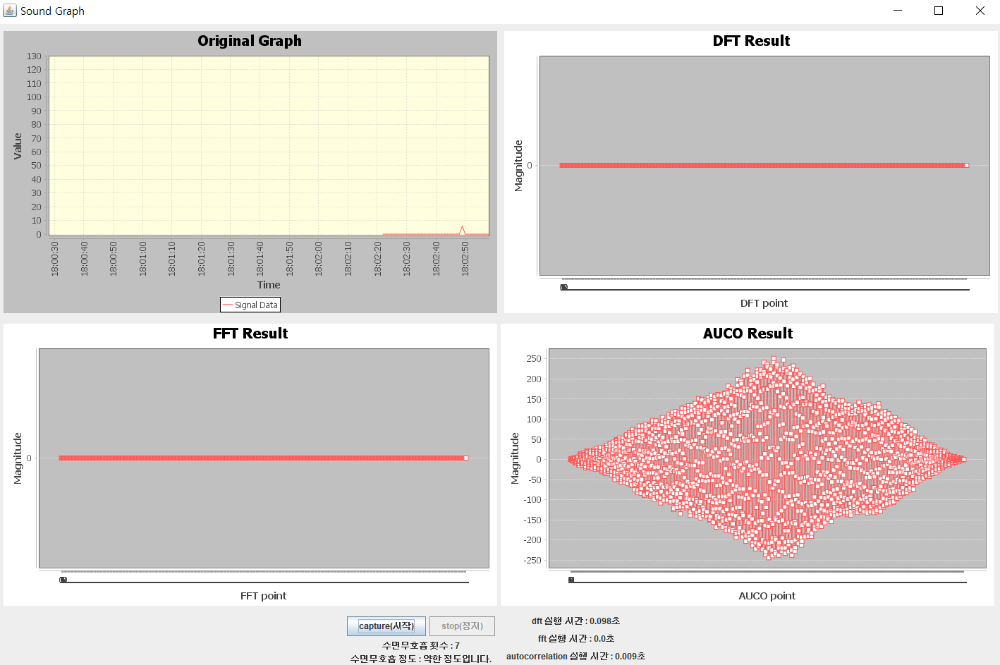 Sound Graph
Original Graph
Value
130
120
110
100
90
80
70
60
50
40
30
20
10
0
18:00:30
18:00:40
18:00:50
18:01:00
18:01:10
18:01:20
18:01:30
18:01:40
18:01:50
18:02:00
18:02:10
18:02:20
18:02:30
18:02:40
18:02:50
Time
Signal Data
DFT Result
Magnitude
0
DFT point
FFT Result
Magnitude
0
FFT point
AUCO Result
Magnitude
250
200
150
100
50
0
-50
-100
-150
-200
-250
AUCO point
capture(시작)
stop(정지)
수면무호흡 횟수 : 7
수면무호흡 정도 : 약한 정도입니다.
dft 실행 시간 : 0.098초
fft 실행 시간 : 0.0초
autocorrelation 실행 시간 : 0.009초